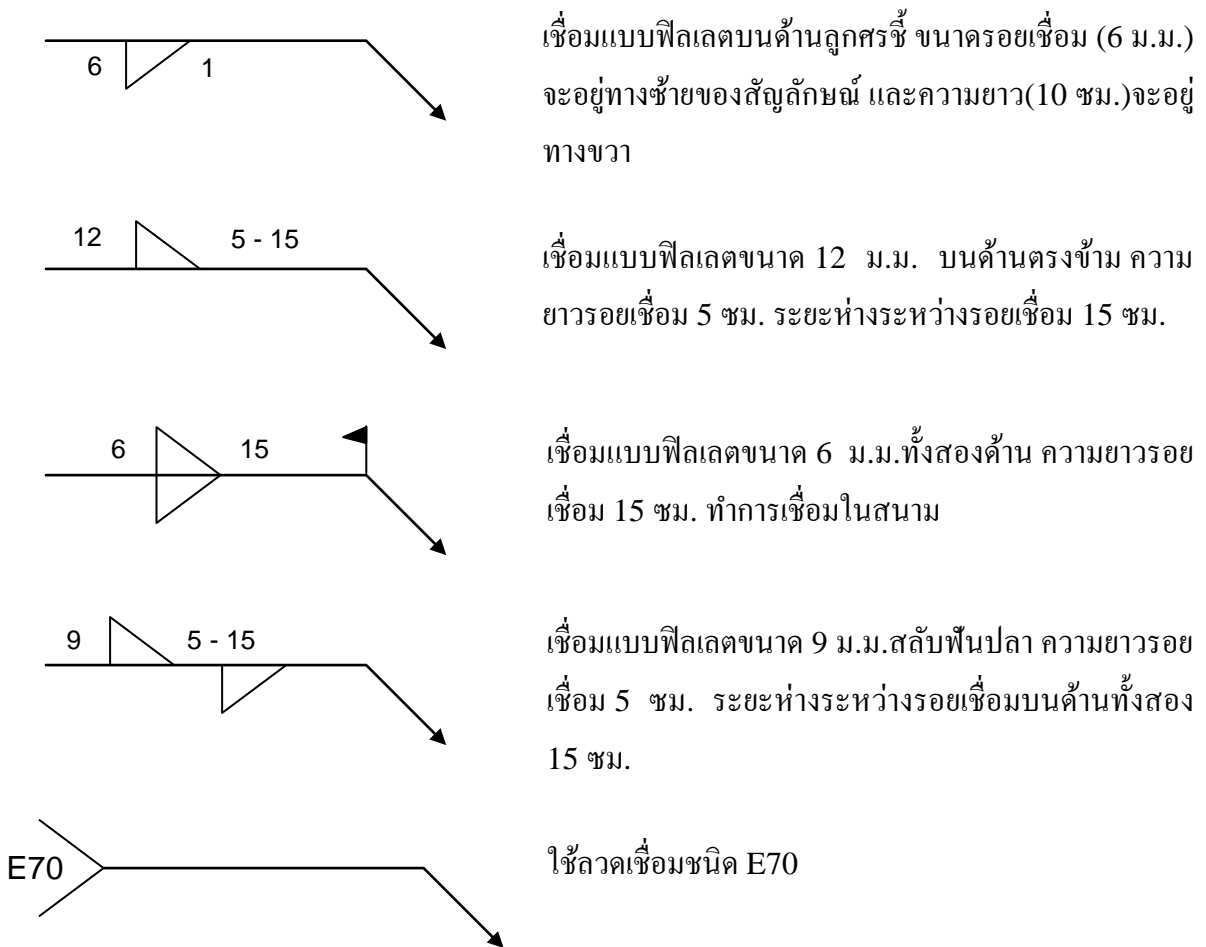 6 1
เชื่อมแบบฟิลเลตบนด้านลูกศรชี้ ขนาดรอยเชื่อม (6 ม.ม.)
จะอยู่ทางซ้ายของสัญลักษณ์ และความยาว(10 ซม.)จะอยู่
ทางขวา
12 5 - 15
เชื่อมแบบฟิลเลตขนาด 12 ม.ม. บนด้านตรงข้าม ความ
ยาวรอยเชื่อม 5 ซม. ระยะห่างระหว่างรอยเชื่อม 15 ซม.
6 15
เชื่อมแบบฟิลเลตขนาด 6 ม.ม.ทั้งสองด้าน ความยาวรอย
เชื่อม 15 ซม. ทำการเชื่อมในสนาม
9 5 - 15
เชื่อมแบบฟิลเลตขนาด 9 ม.ม.สลับฟันปลา ความยาวรอย
เชื่อม 5 ซม. ระยะห่างระหว่างรอยเชื่อมบนด้านทั้งสอง
15 ซม.
E70
ใช้ลวดเชื่อมชนิด E70